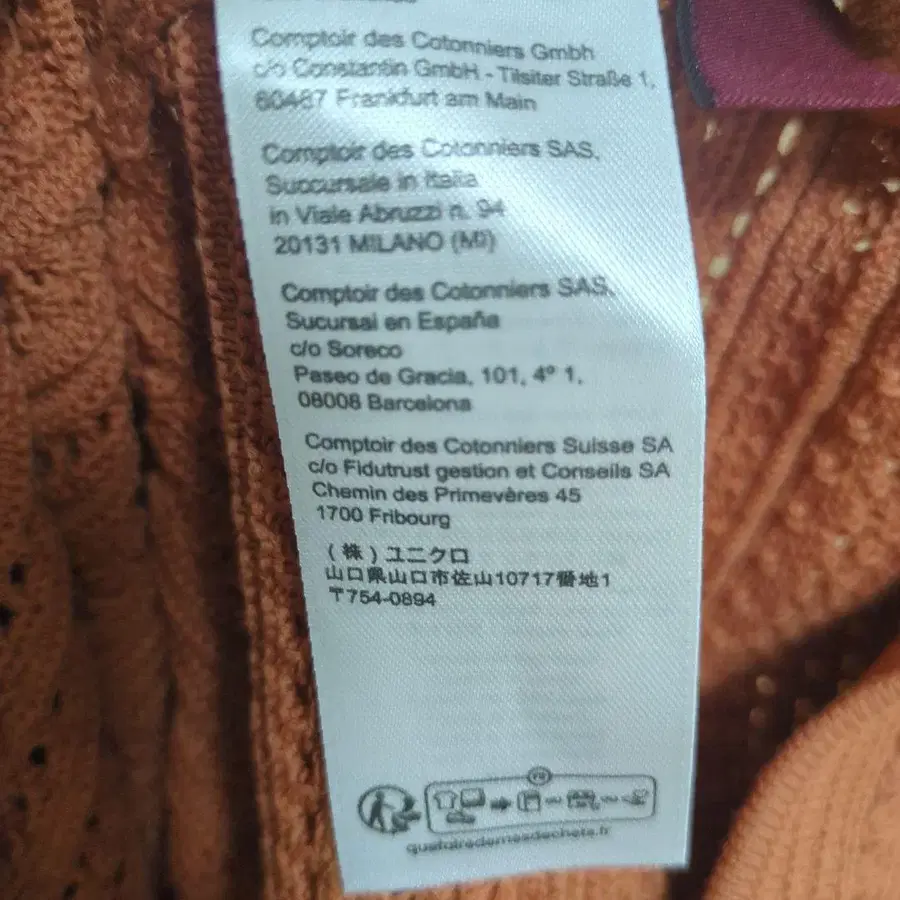 Comptoir des Cotonniers Gmbh
c/o Constantin GmbH - Tilsiter Straße 1,
60487 Frankfurt am Main
Comptoir des Cotonniers SAS,
Succursale in Italia
in Viale Abruzzi n. 94
20131 MILANO (MI)
Comptoir des Cotonniers SAS,
Sucursal en España
c/o Soreco
Paseo de Gracia, 101, 4º 1,
08008 Barcelona
Comptoir des Cotonniers Suisse SA
c/o Fidutrust gestion et Conseils SA
Chemin des Primevères 45
1700 Fribourg
(株)ユニクロ
山口県山口市佐山10717番地1
〒754-0894
FR
quefairedemesdechets.fr